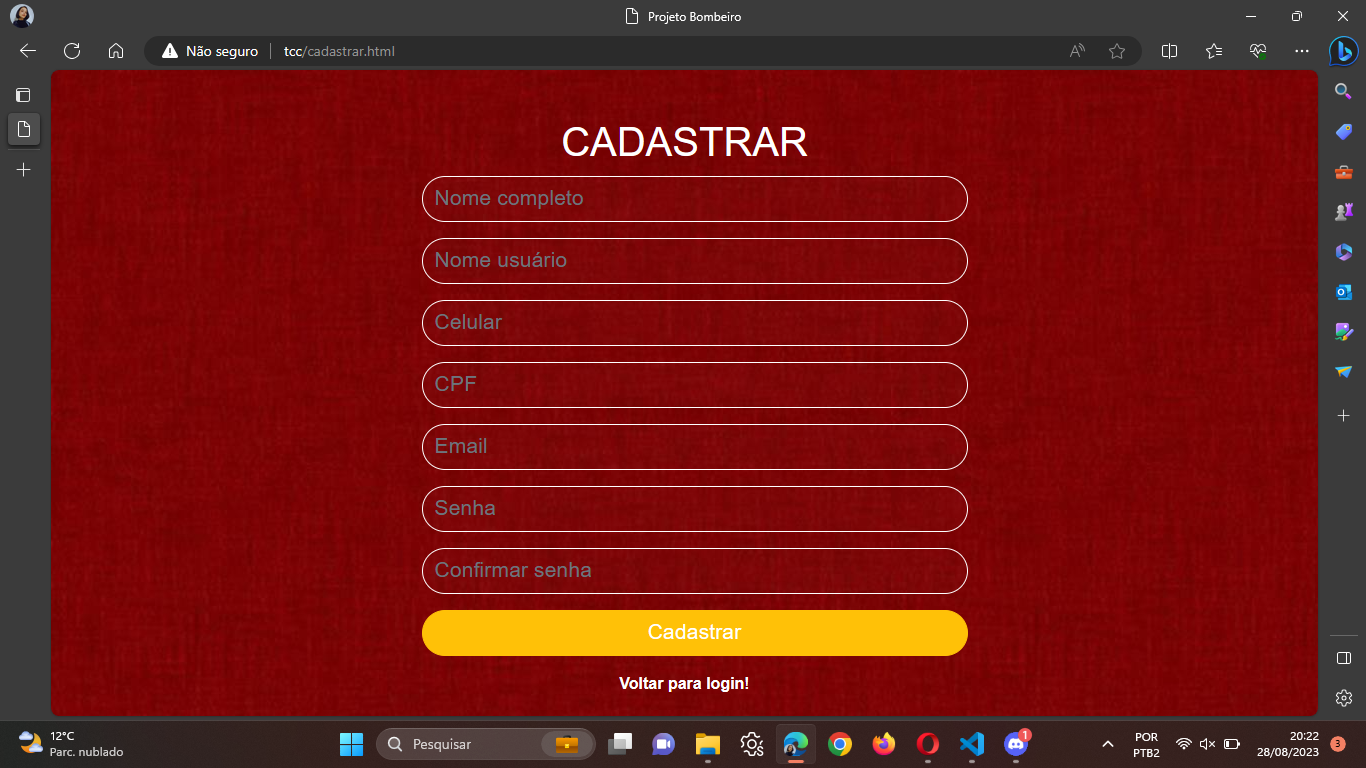 Projeto Bombeiro
Não seguro
tcc/cadastrar.html
CADASTRAR
Nome completo
Nome usuário
Celular
CPF
Email
Senha
Confirmar senha
Cadastrar
Voltar para login!
12°C
Parc. nublado
Pesquisar
1
POR
PTB2
20:22
28/08/2023
3